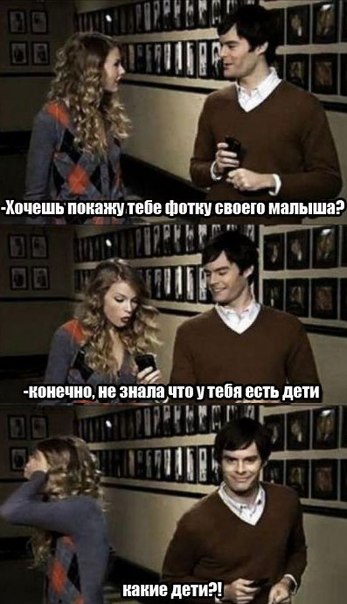 -Хочешь покажу тебе фотку своего малыша?
-конечно, не знала что у тебя есть дети
какие дети?!